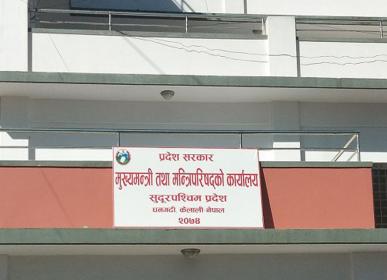 प्रदेश सरकार
मुख्यमन्त्री तथा मन्त्रिपरिषद्को कार्यालय
सुदूरपश्चिम प्रदेश
धनगढी, कैलाली नेपाल
२०७४